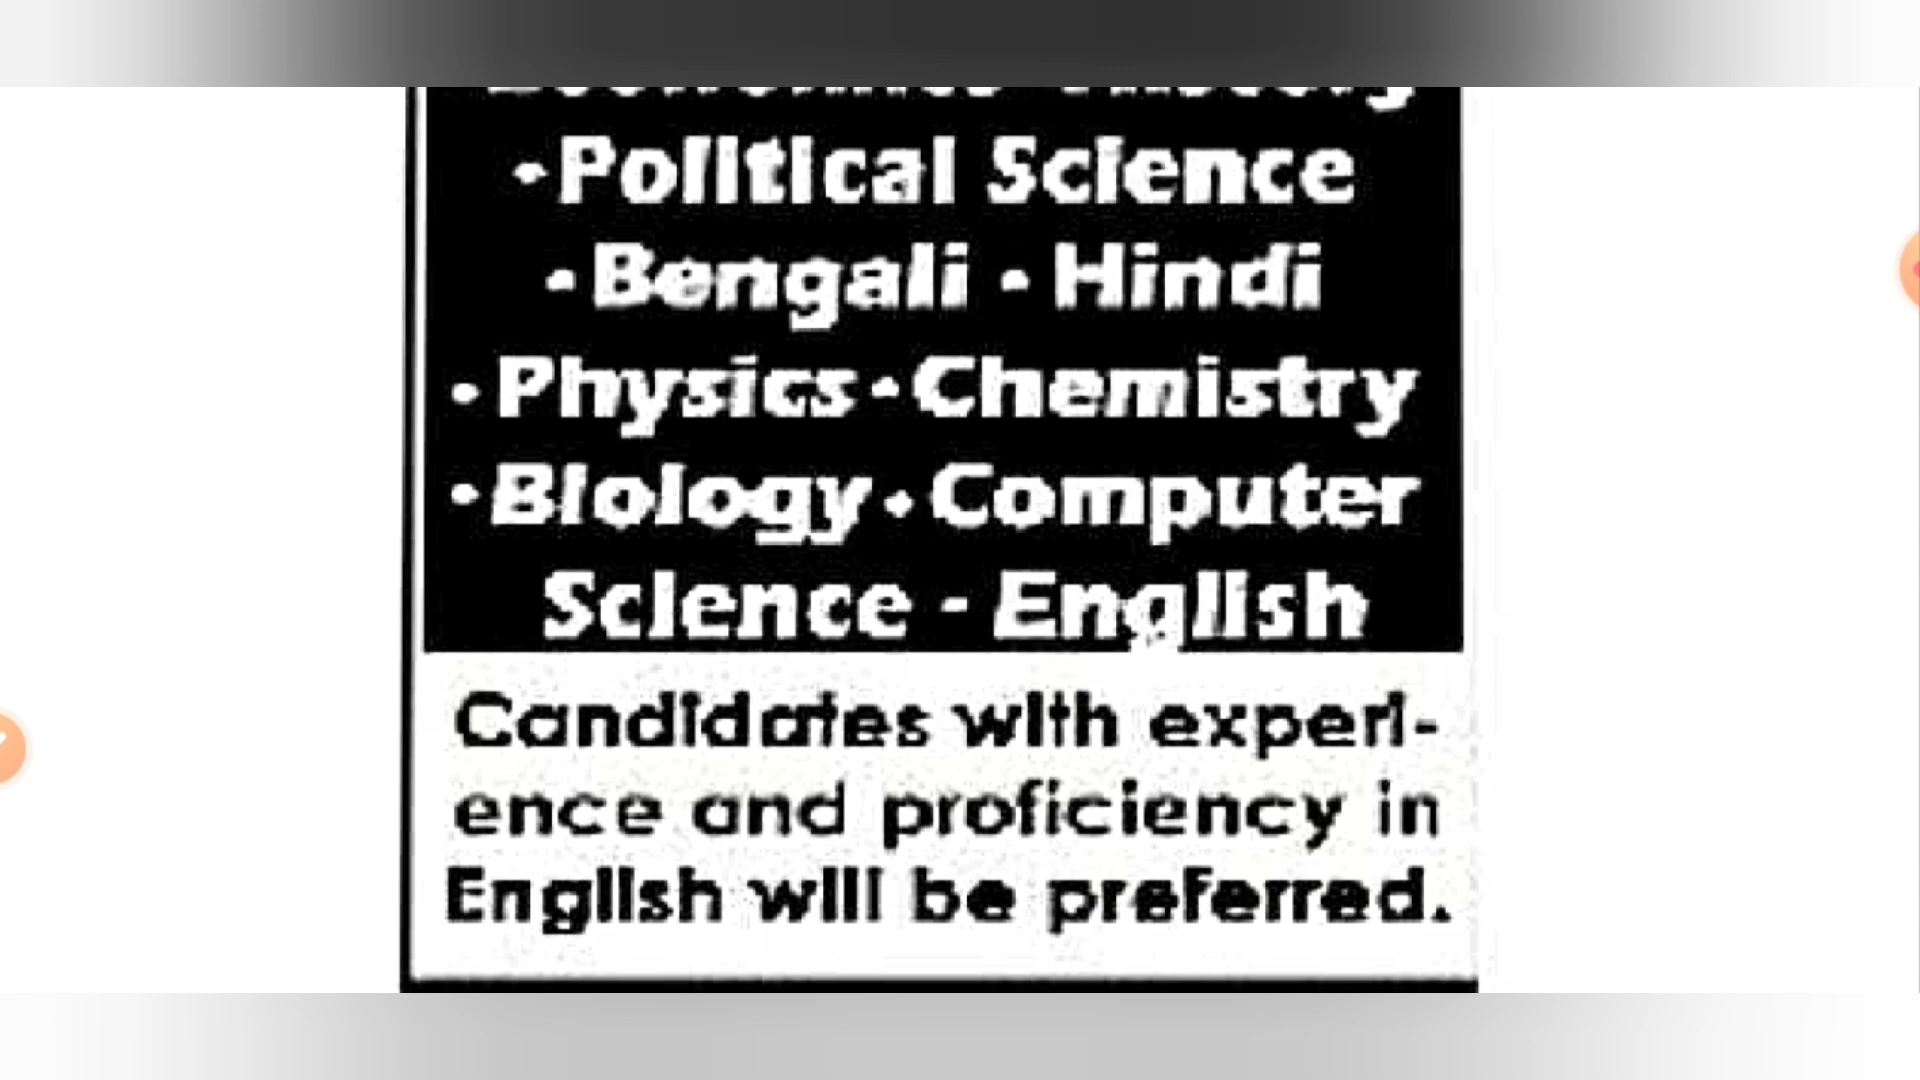 •Political Science
•Bengali • Hindi
•Physics•Chemistry
•Biology•Computer
Science - English
Candidates with experi-
ence and proficiency in
English will be preferred.